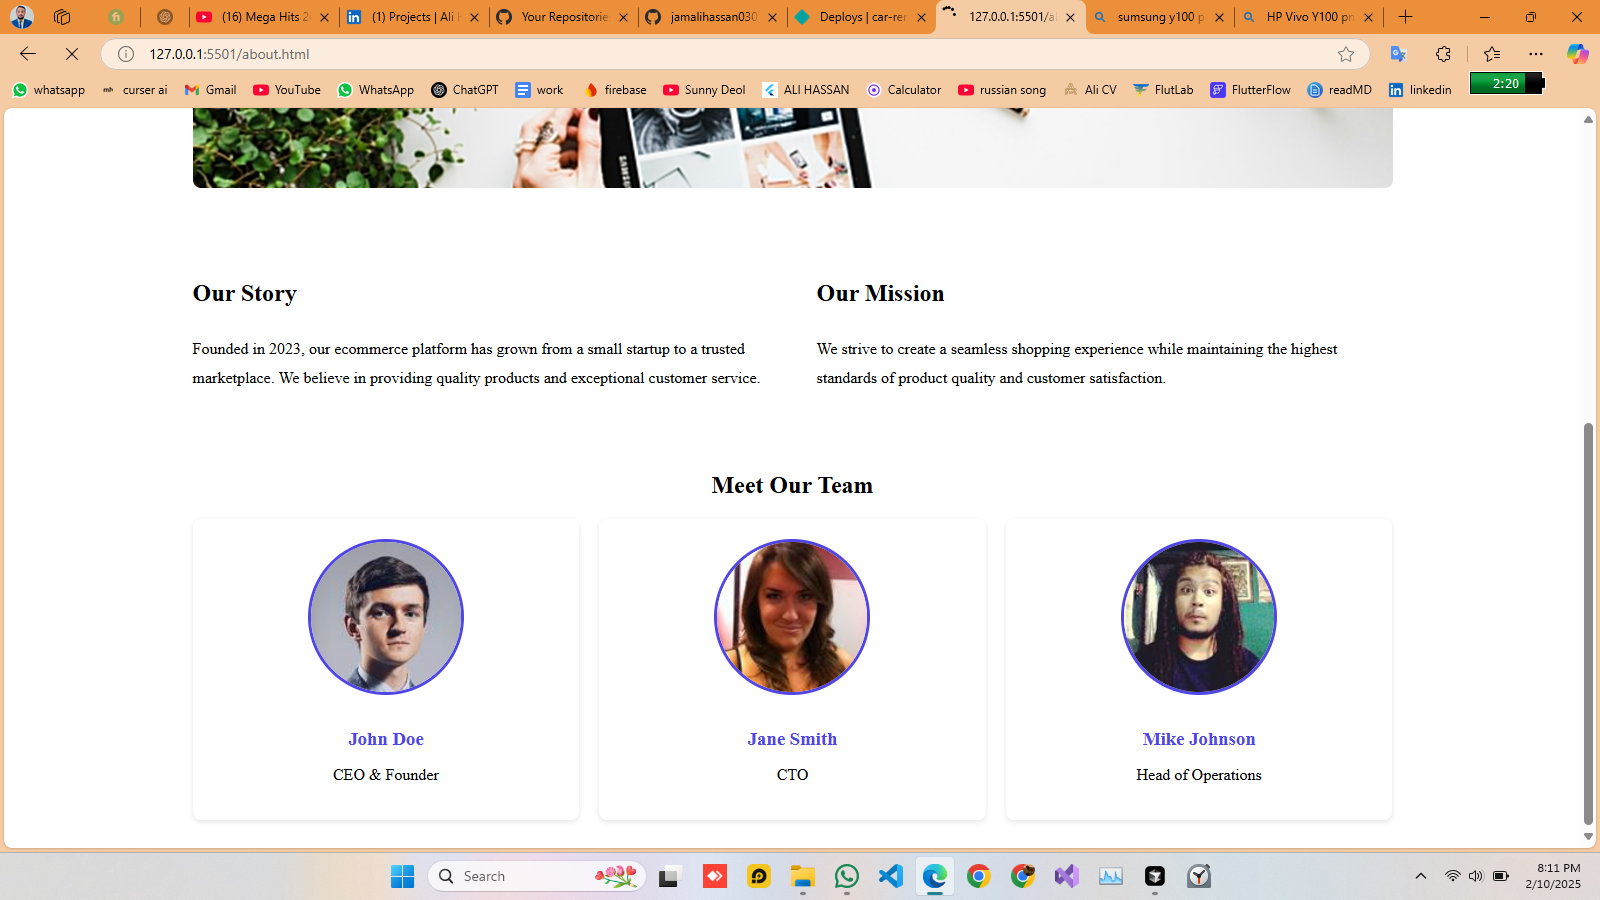 (16) Mega Hits 2
(1) Projects | Ali H
Your Repositories
jamalihassan030
Deploys | car-ren
127.0.0.1:5501/a
sumsung y100 p
HP Vivo Y100 pn
127.0.0.1:5501/about.html
whatsapp
mh curser ai
Gmail
YouTube
WhatsApp
ChatGPT
work
firebase
Sunny Deol
ALI HASSAN
Calculator
russian song
Ali CV
FlutLab
FlutterFlow
readMD
linkedin
2:20
SAMSUNG
Our Story
Founded in 2023, our ecommerce platform has grown from a small startup to a trusted
marketplace. We believe in providing quality products and exceptional customer service.
Our Mission
We strive to create a seamless shopping experience while maintaining the highest
standards of product quality and customer satisfaction.
Meet Our Team
John Doe
CEO & Founder
Jane Smith
CTO
Mike Johnson
Head of Operations
Search
8:11 PM
2/10/2025